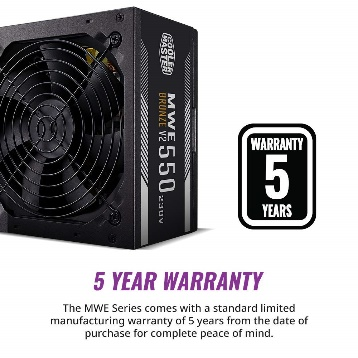 COOLER
MASTER
MWE 550
BRONZE V2 230V
WARRANTY
5
YEARS
5 YEAR WARRANTY
The MWE Series comes with a standard limited
manufacturing warranty of 5 years from the date of
purchase for complete peace of mind.